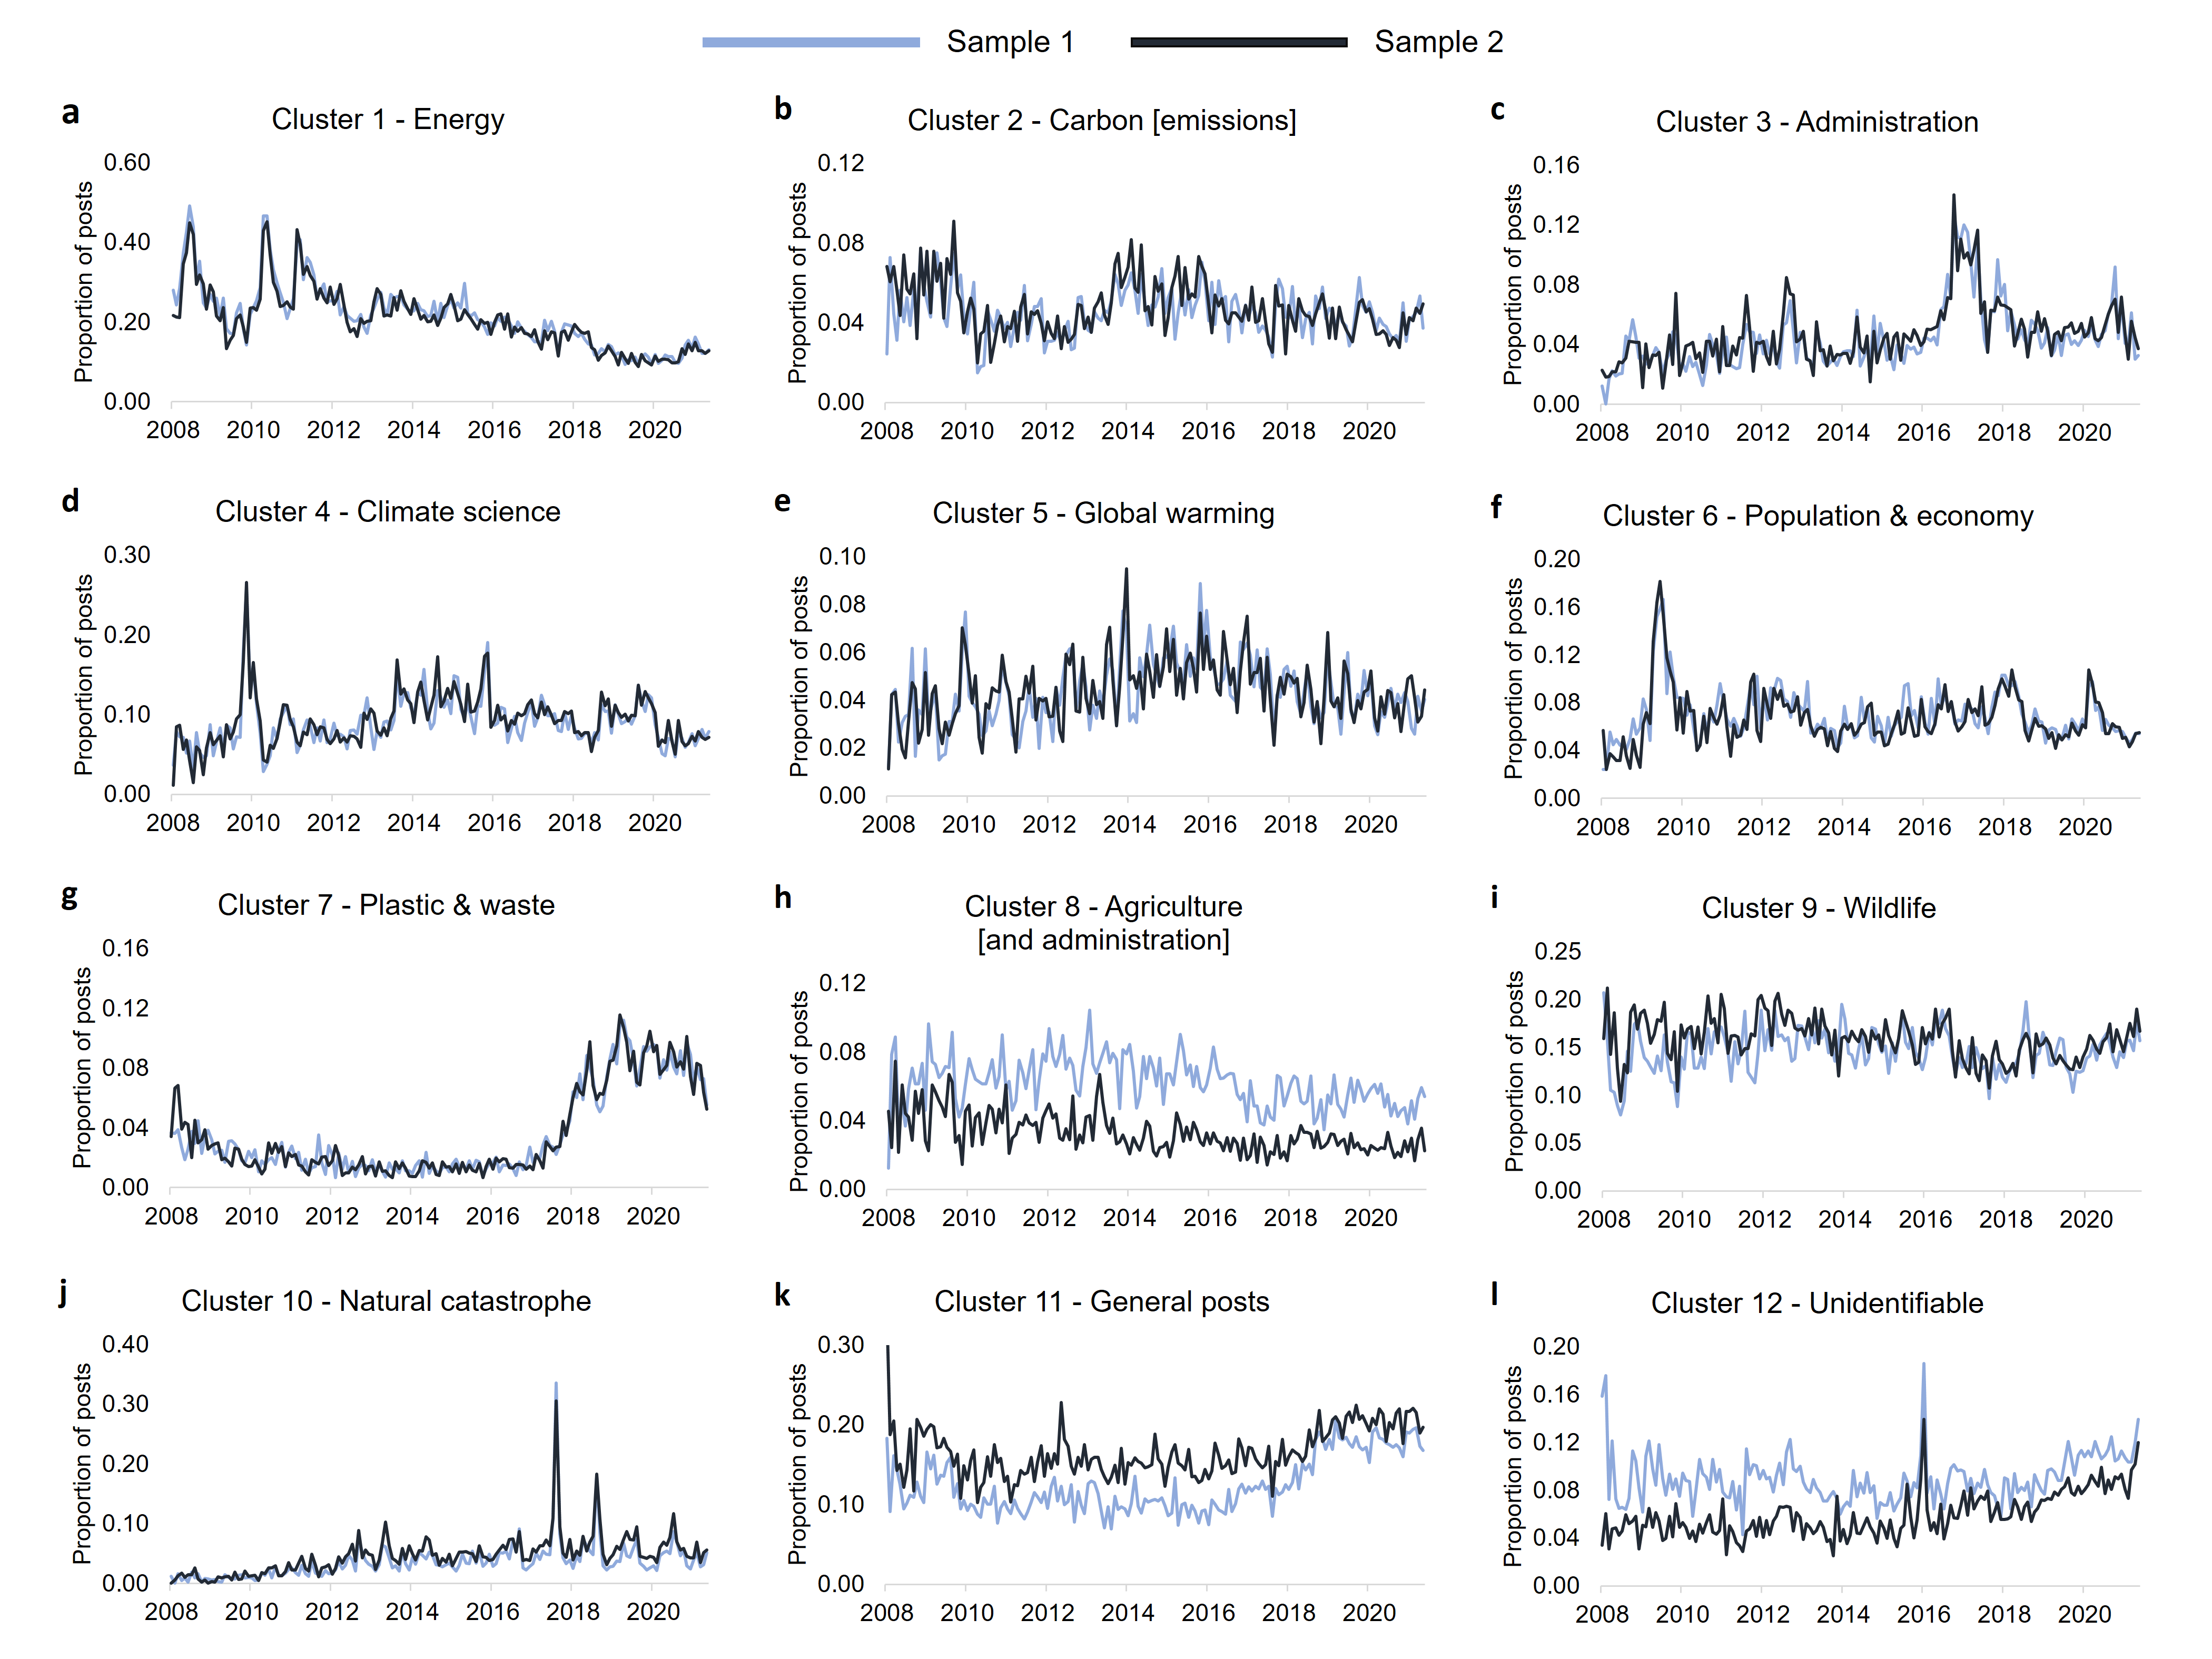 Sample 1 Sample 2
a Cluster 1 - Energy
Proportion of posts
0.60
0.40
0.20
0.00
2008 2010 2012 2014 2016 2018 2020
b Cluster 2 - Carbon [emissions]
Proportion of posts
0.12
0.08
0.04
0.00
2008 2010 2012 2014 2016 2018 2020
c Cluster 3 - Administration
Proportion of posts
0.16
0.12
0.08
0.04
0.00
2008 2010 2012 2014 2016 2018 2020
d Cluster 4 - Climate science
Proportion of posts
0.30
0.20
0.10
0.00
2008 2010 2012 2014 2016 2018 2020
e Cluster 5 - Global warming
Proportion of posts
0.10
0.08
0.06
0.04
0.02
0.00
2008 2010 2012 2014 2016 2018 2020
f Cluster 6 - Population & economy
Proportion of posts
0.20
0.16
0.12
0.08
0.04
0.00
2008 2010 2012 2014 2016 2018 2020
g Cluster 7 - Plastic & waste
Proportion of posts
0.16
0.12
0.08
0.04
0.00
2008 2010 2012 2014 2016 2018 2020
h Cluster 8 - Agriculture
[and administration]
Proportion of posts
0.12
0.08
0.04
0.00
2008 2010 2012 2014 2016 2018 2020
i Cluster 9 - Wildlife
Proportion of posts
0.25
0.20
0.15
0.10
0.05
0.00
2008 2010 2012 2014 2016 2018 2020
j Cluster 10 - Natural catastrophe
Proportion of posts
0.40
0.30
0.20
0.10
0.00
2008 2010 2012 2014 2016 2018 2020
k Cluster 11 - General posts
Proportion of posts
0.30
0.20
0.10
0.00
2008 2010 2012 2014 2016 2018 2020
l Cluster 12 - Unidentifiable
Proportion of posts
0.20
0.16
0.12
0.08
0.04
0.00
2008 2010 2012 2014 2016 2018 2020